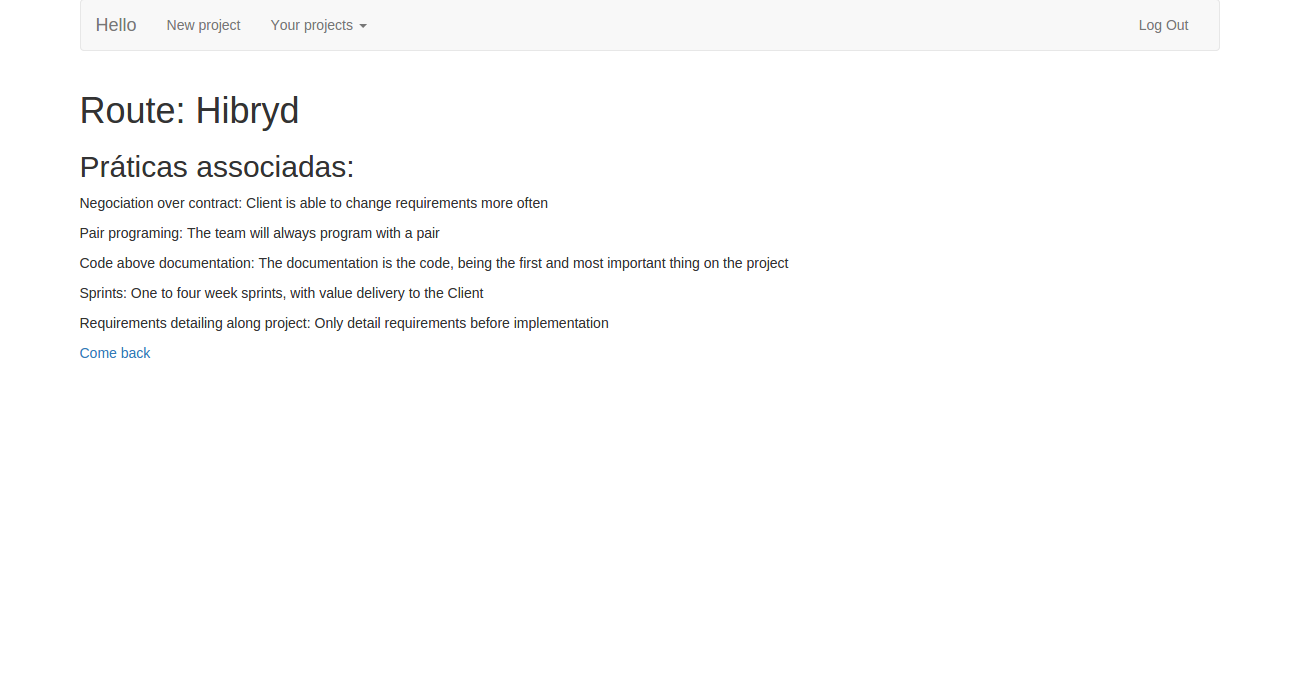 Hello New project Your projects Log Out
Route: Hibryd
Práticas associadas:
Negociation over contract: Client is able to change requirements more often
Pair programing: The team will always program with a pair
Code above documentation: The documentation is the code, being the first and most important thing on the project
Sprints: One to four week sprints, with value delivery to the Client
Requirements detailing along project: Only detail requirements before implementation
Come back